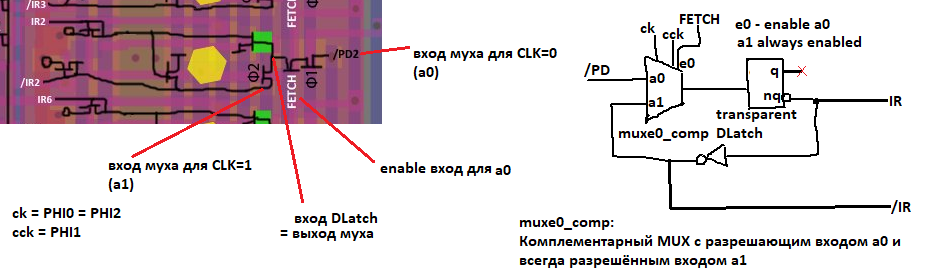 /IR3
IR2
/IR2
IR6
FETCH
Φ2
FETCH
Φ1
/PD2
вход муха для CLK=0
(a0)
вход муха для CLK=1
(a1)
enable вход для a0
вход DLatch
= выход муха
ck = PHI0 = PHI2
cck = PHI1
ck
cck
FETCH
e0
e0 - enable a0
a1 always enabled
/PD
a0
a1
q
nq
IR
muxe0_comp
transparent
DLatch
/IR
muxe0_comp:
Комплементарный MUX с разрешающим входом a0 и
всегда разрешённым входом a1